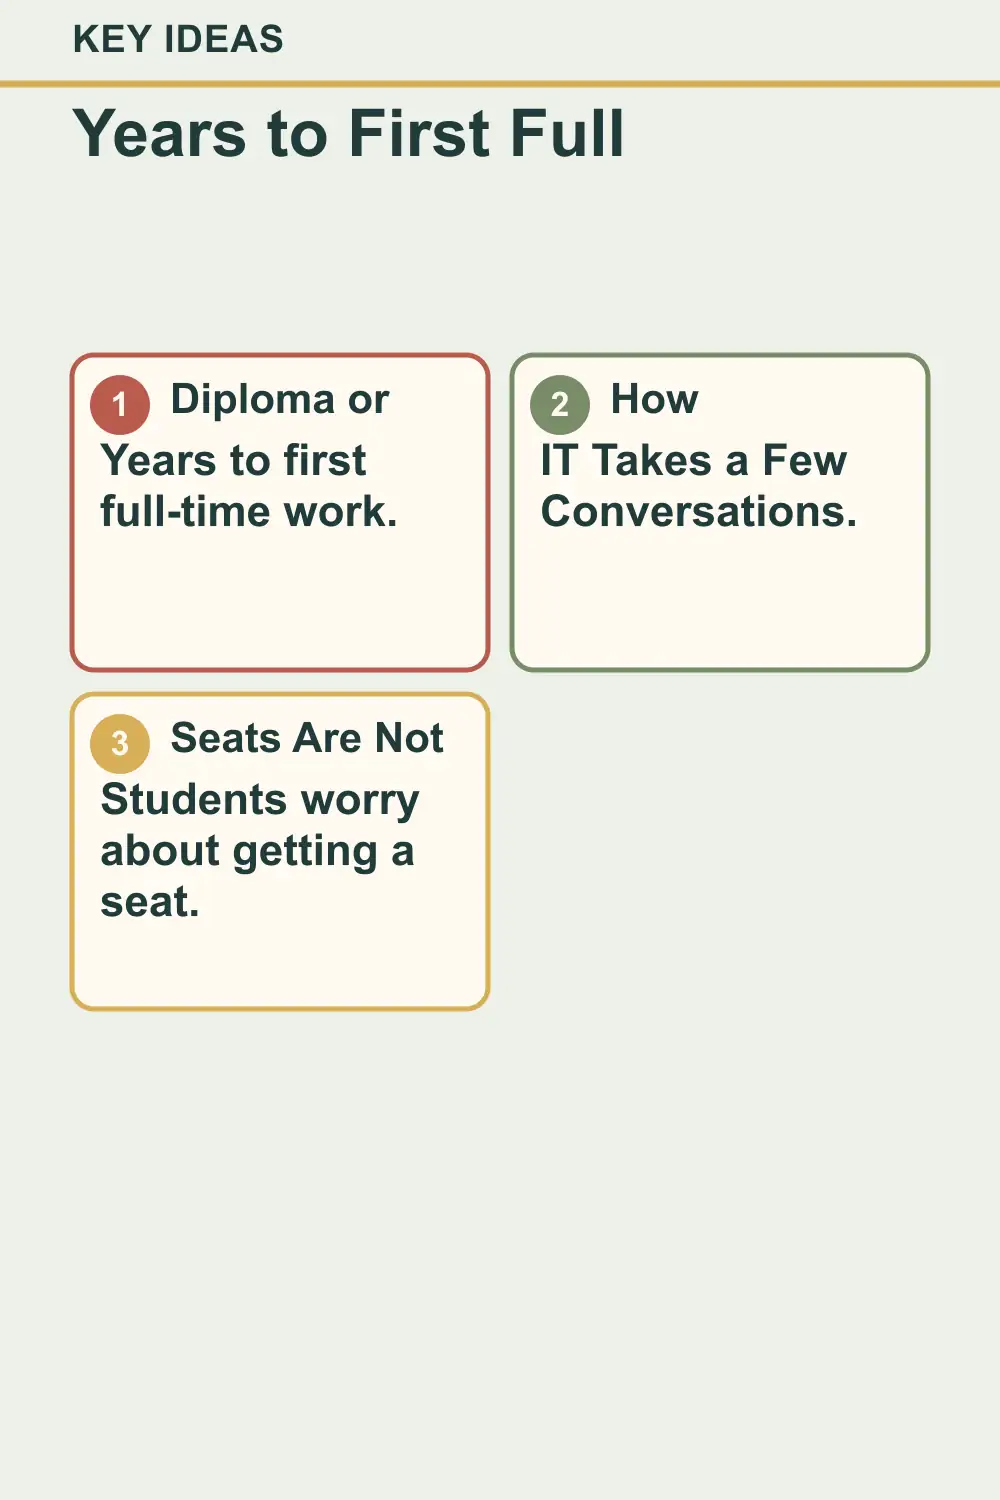 KEY IDEAS
Years to First Full
1 Diploma or
Years to first
full-time work.
2 How
IT Takes a Few
Conversations.
3 Seats Are Not
Students worry
about getting a
seat.